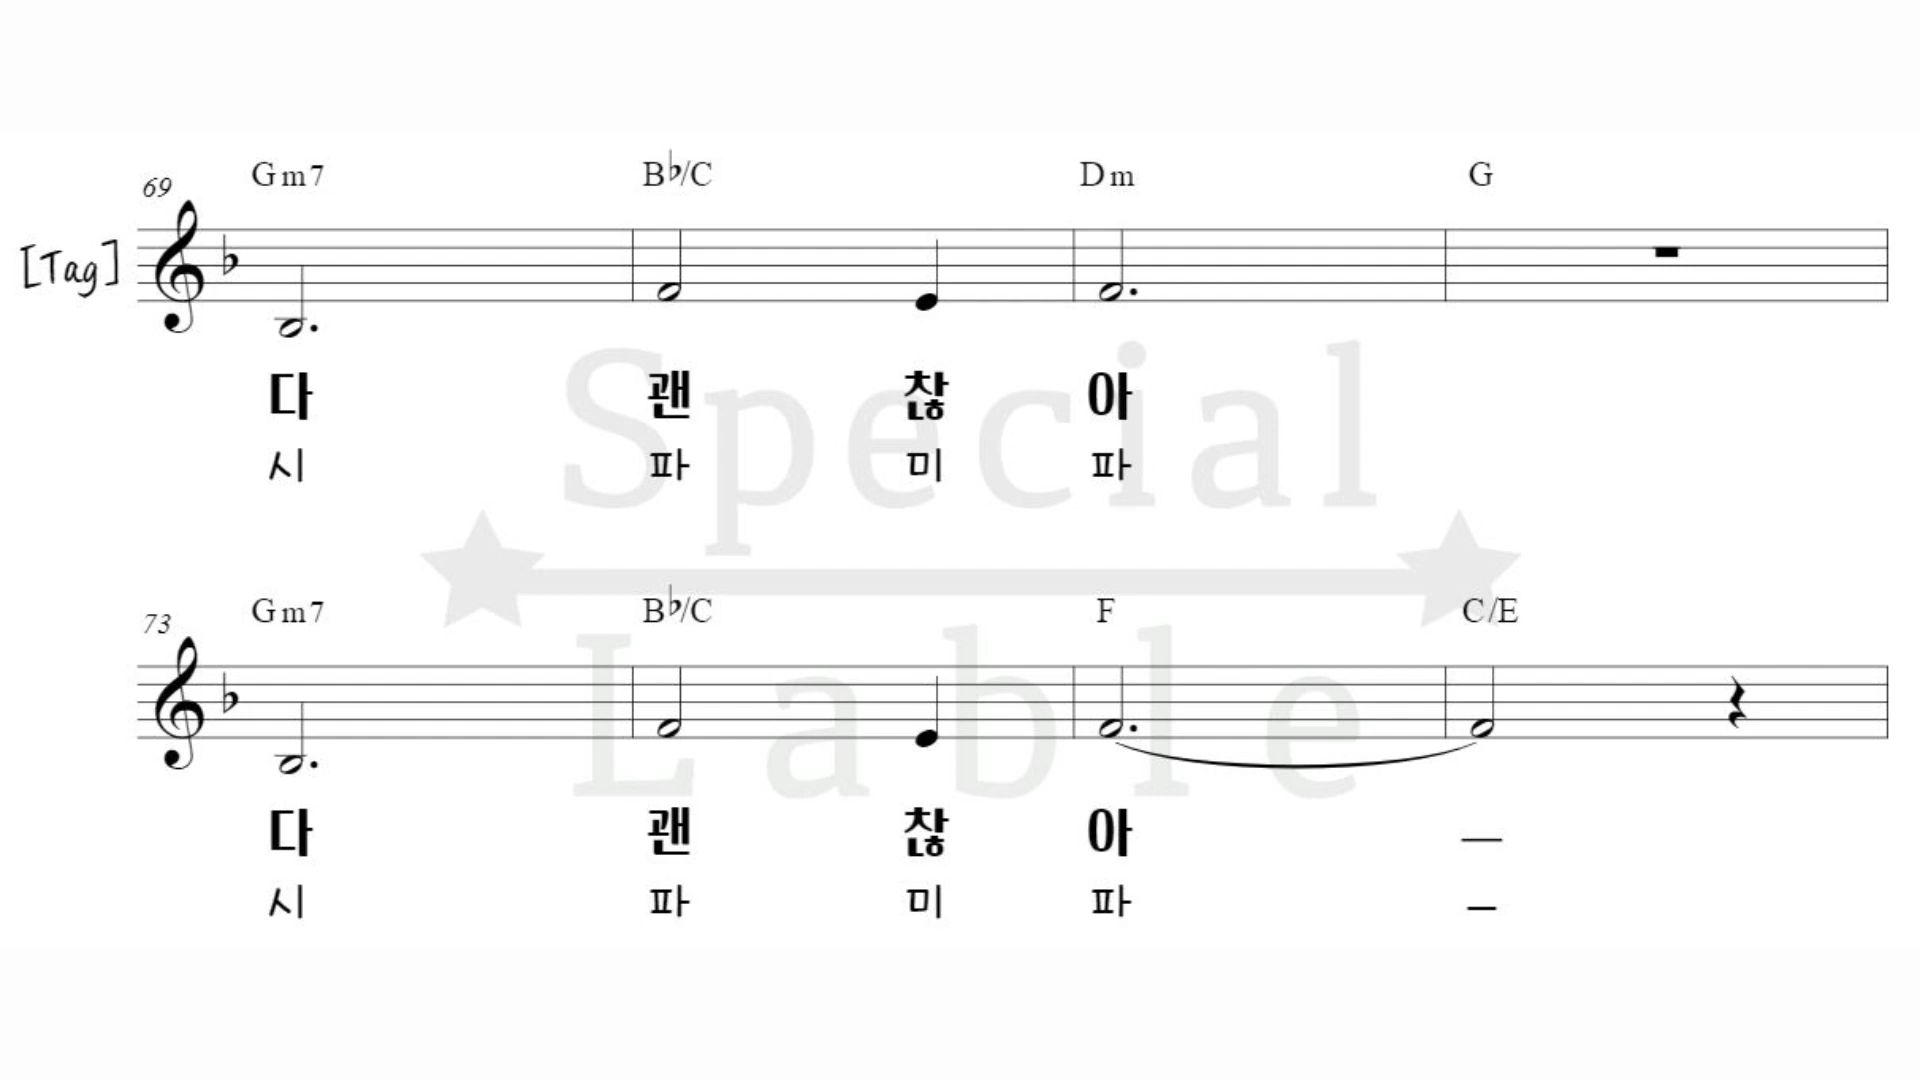 69 Gm7 B♭/C Dm G
[Tag]
다 괜 찮 아
시 파 미 파
Special
73 Gm7 B♭/C F C/E
Lable
다 괜 찮 아 —
시 파 미 파 –